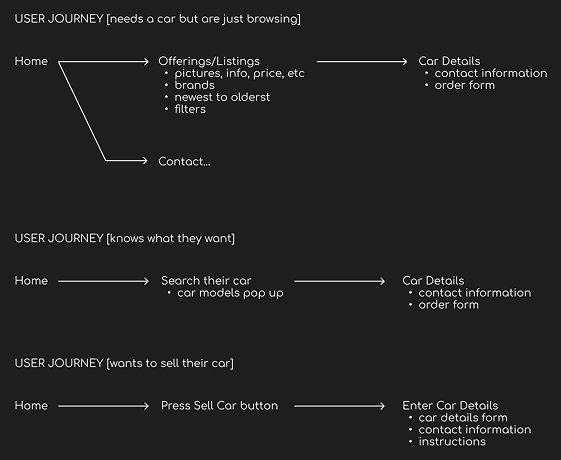 USER JOURNEY [needs a car but are just browsing]
Home
Offerings/Listings
• pictures, info, price, etc
• brands
• newest to olderst
• filters
Car Details
• contact information
• order form
Contact...
USER JOURNEY [knows what they want]
Home
Search their car
• car models pop up
Car Details
• contact information
• order form
USER JOURNEY [wants to sell their car]
Home
Press Sell Car button
Enter Car Details
• car details form
• contact information
• instructions